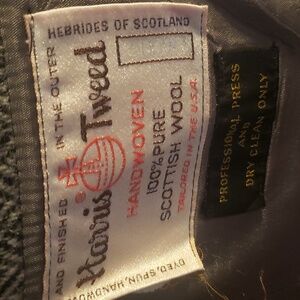 DYED, SPUN, HANDWOV
AND FINISHED IN THE OUTER
HEBRIDES OF SCOTLAND
Harris Tweed
®
HANDWOVEN
100% PURE
SCOTTISH WOOL
TAILORED IN THE U.S.A.
PROFESSIONAL PRESS
AND
DRY CLEAN ONLY